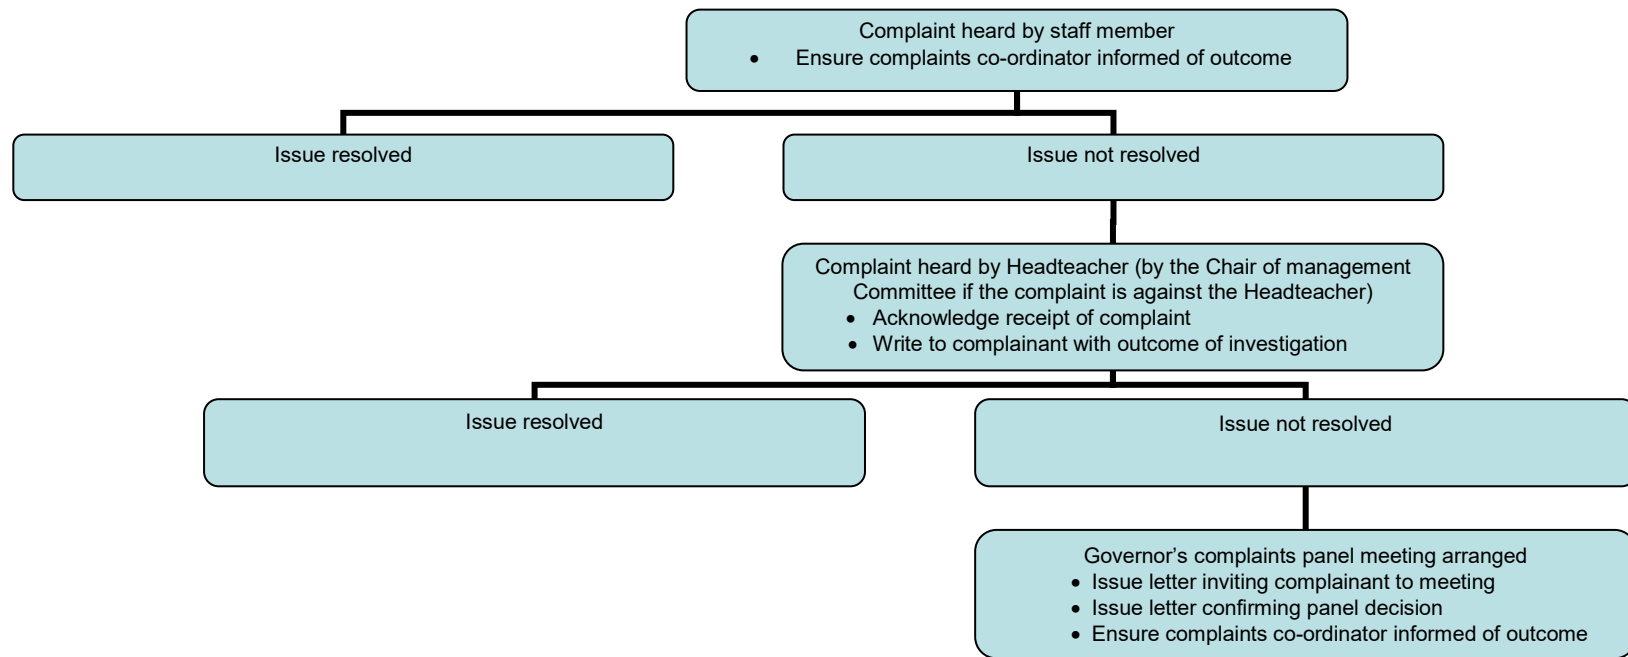 Complaint heard by staff member
• Ensure complaints co-ordinator informed of outcome
Issue resolved
Issue not resolved
Complaint heard by Headteacher (by the Chair of management
Committee if the complaint is against the Headteacher)
• Acknowledge receipt of complaint
• Write to complainant with outcome of investigation
Issue resolved
Issue not resolved
Governor’s complaints panel meeting arranged
• Issue letter inviting complainant to meeting
• Issue letter confirming panel decision
• Ensure complaints co-ordinator informed of outcome